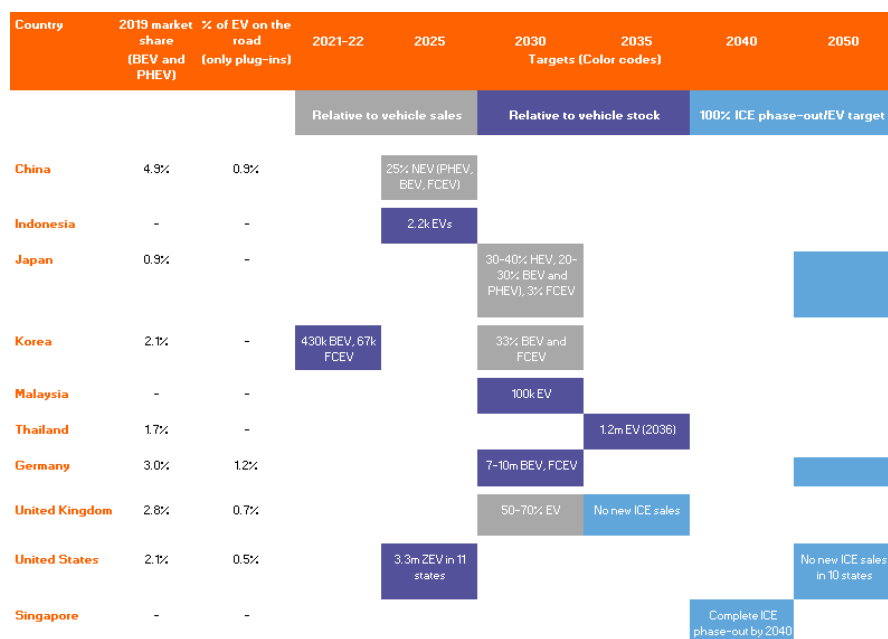 Country 2019 market share (BEV and PHEV) % of EV on the road (only plug-ins) 2021-22 2025 2030 2035 2040 2050
Targets (Color codes)
Relative to vehicle sales Relative to vehicle stock 100% ICE phase-out/EV target
China 4.9% 0.9% 25% NEV (PHEV, BEV, FCEV)
Indonesia - - 2.2k EVs
Japan 0.9% - 30-40% HEV, 20-30% BEV and PHEV), 3% FCEV
Korea 2.1% - 430k BEV, 67k FCEV 33% BEV and FCEV
Malaysia - - 100k EV
Thailand 1.7% - 1.2m EV (2036)
Germany 3.0% 1.2% 7-10m BEV, FCEV
United Kingdom 2.8% 0.7% 50-70% EV No new ICE sales
United States 2.1% 0.5% 3.3m ZEV in 11 states No new ICE sales in 10 states
Singapore - - Complete ICE phase-out by 2040